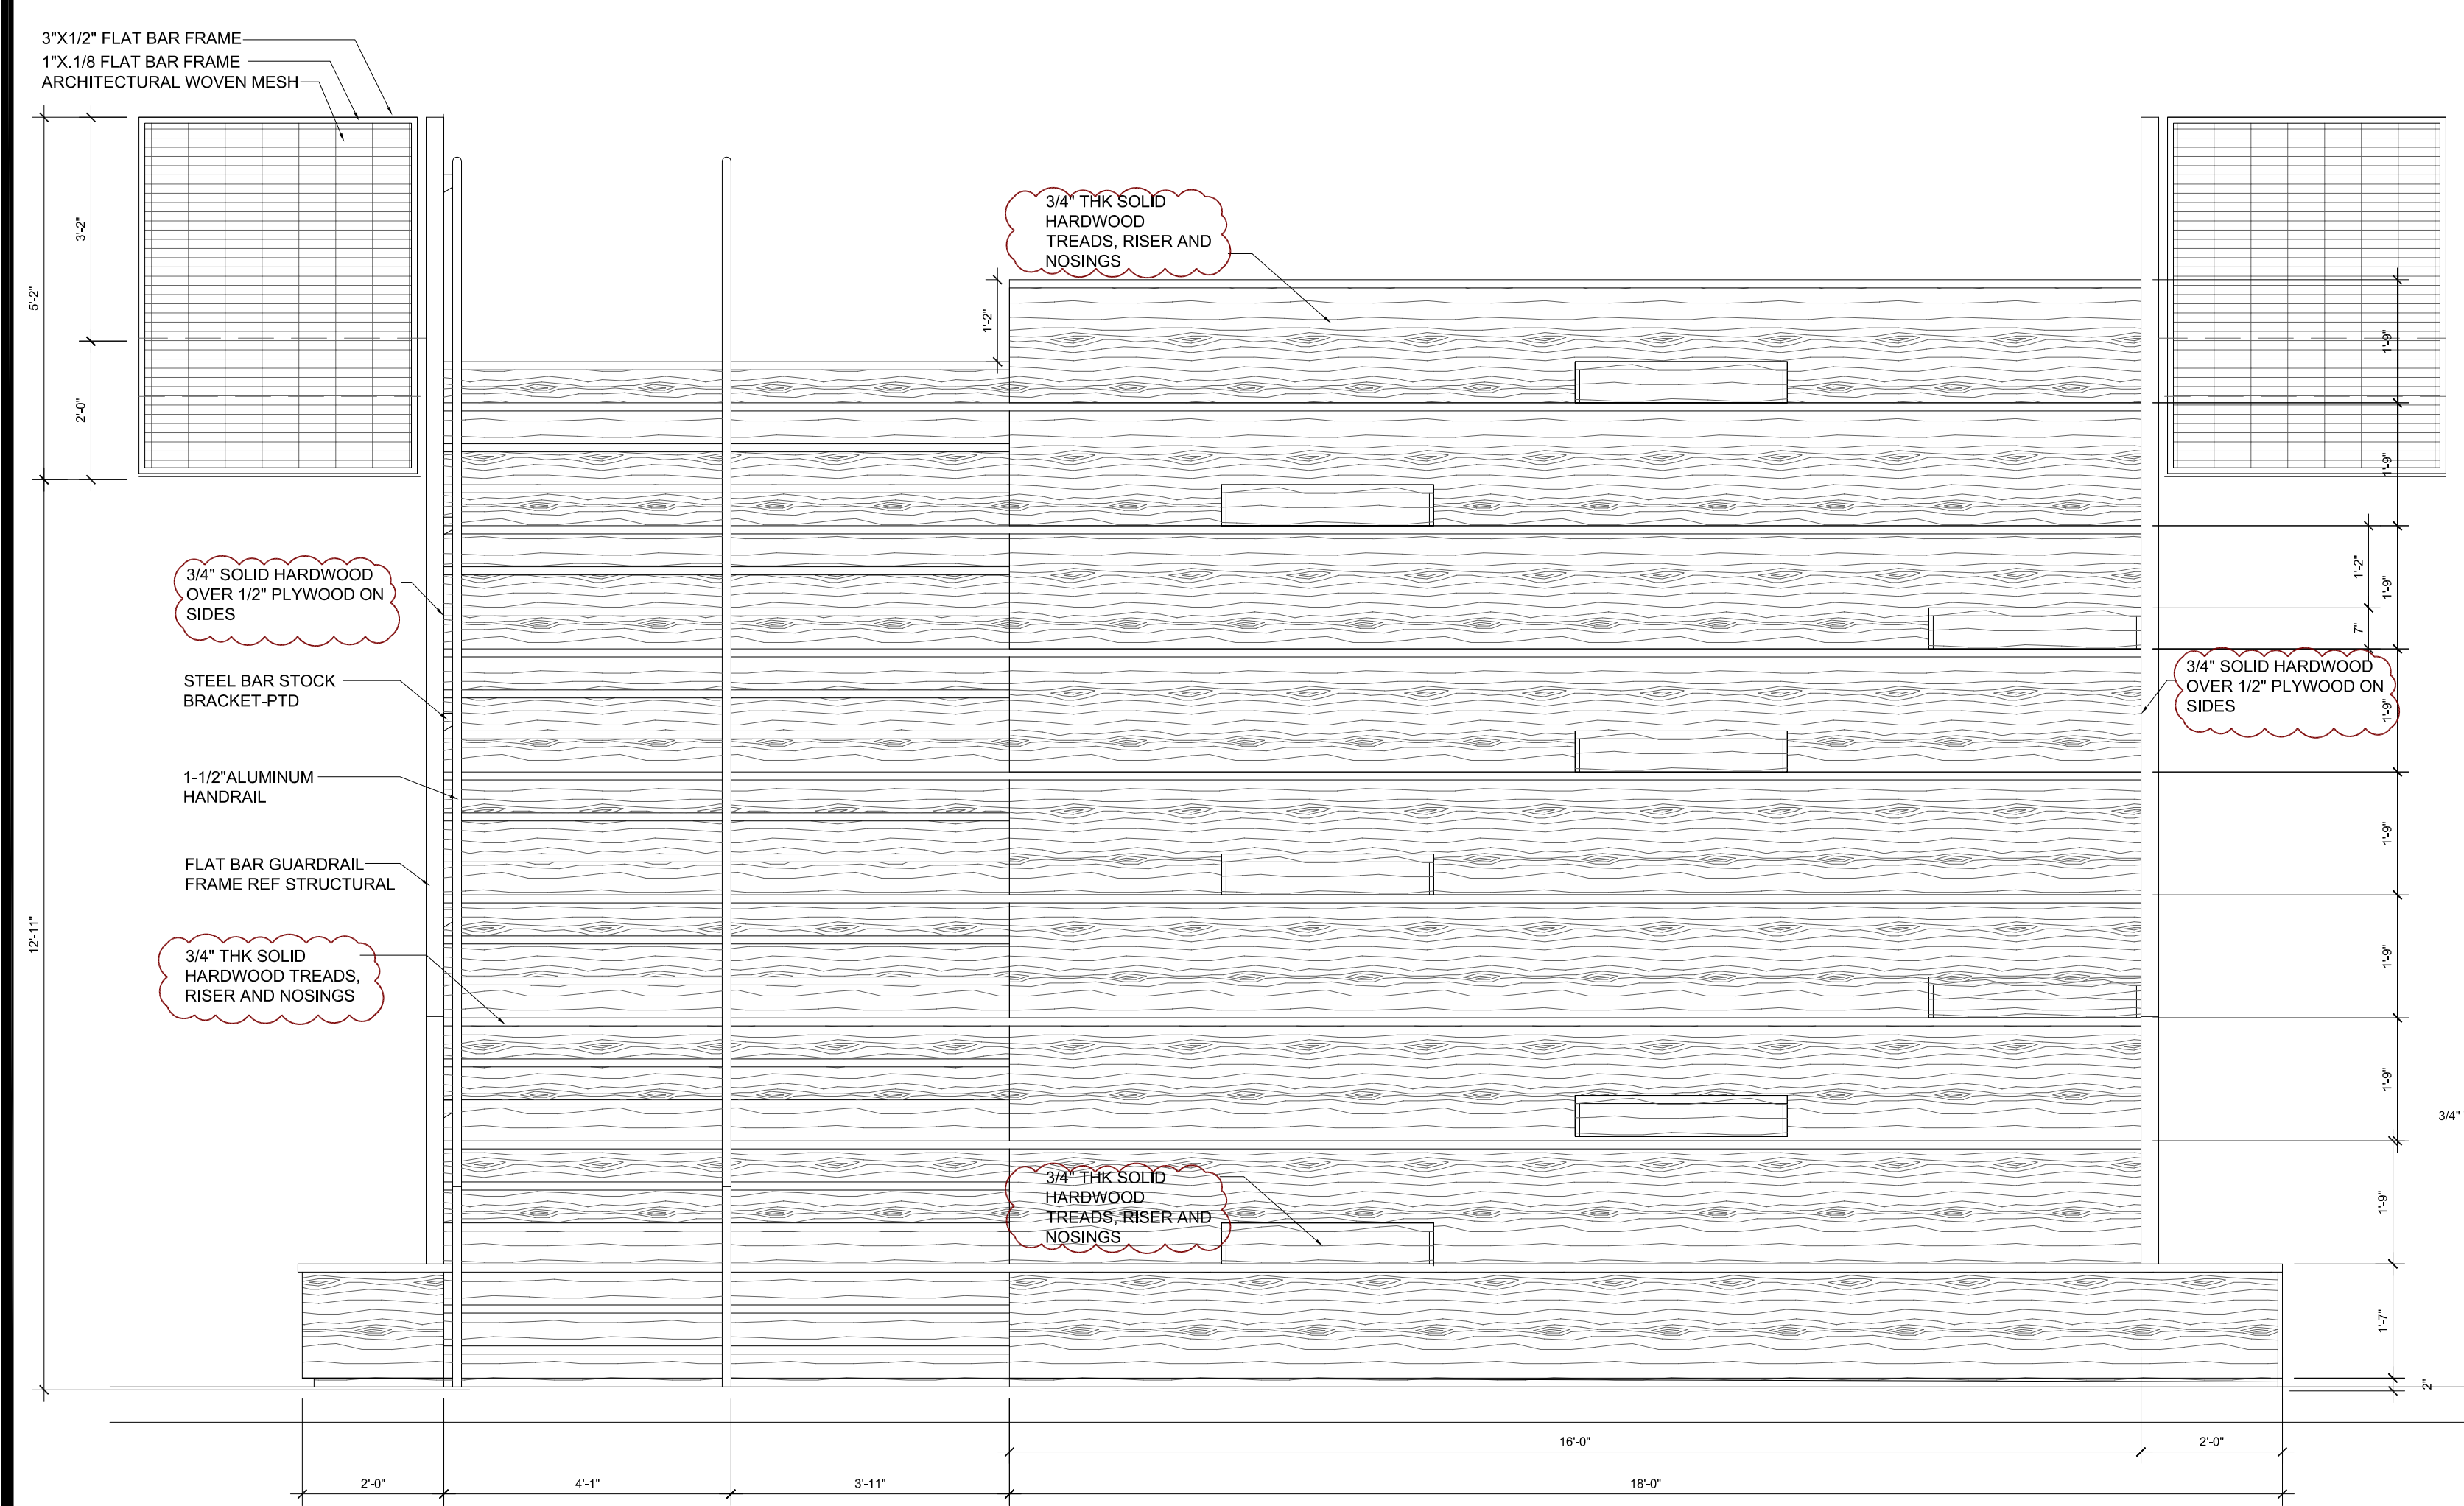 3"X1/2" FLAT BAR FRAME
1"X.1/8 FLAT BAR FRAME
ARCHITECTURAL WOVEN MESH
3'-2"
5'-2"
2'-0"
12'-11"
3/4" THK SOLID
HARDWOOD
TREADS, RISER AND
NOSINGS
1'-2"
3/4" SOLID HARDWOOD
OVER 1/2" PLYWOOD ON
SIDES
STEEL BAR STOCK
BRACKET-PTD
1-1/2"ALUMINUM
HANDRAIL
FLAT BAR GUARDRAIL
FRAME REF STRUCTURAL
3/4" THK SOLID
HARDWOOD TREADS,
RISER AND NOSINGS
3/4" THK SOLID
HARDWOOD
TREADS, RISER AND
NOSINGS
1'-9"
1'-9"
1'-2"
1'-9"
7"
3/4" SOLID HARDWOOD
OVER 1/2" PLYWOOD ON
SIDES
1'-9"
1'-9"
1'-9"
1'-9"
3/4"
1'-9"
1'-7"
2"
16'-0"
2'-0"
2'-0"
4'-1"
3'-11"
18'-0"